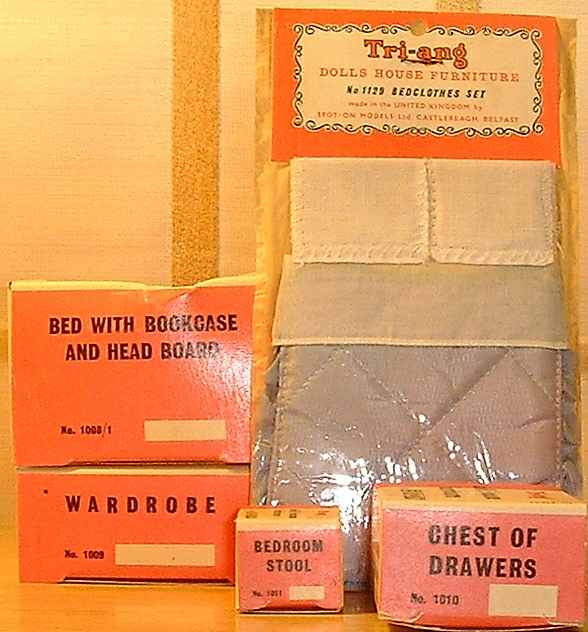 Tri-ang
DOLLS HOUSE FURNITURE
No 1129 BEDCLOTHES SET
made in the UNITED KINGDOM by
SPOT-ON MODELS Ltd. CASTLEREAGH, BELFAST
BED WITH BOOKCASE
AND HEAD BOARD
No. 1008/1
WARDROBE
No. 1009
BEDROOM
STOOL
No. 1011
CHEST OF
DRAWERS
No. 1010